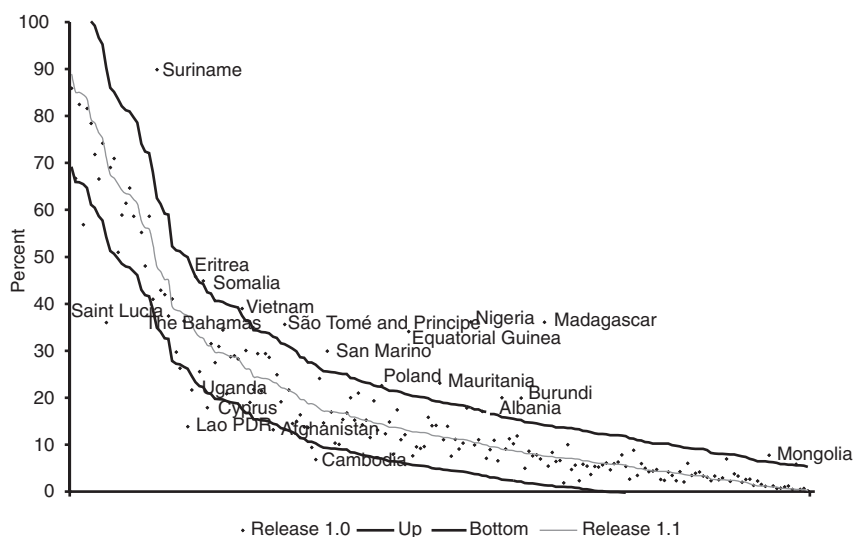 100
90
80
70
60
50
40
30
20
10
0
Percent
Suriname
Eritrea
Somalia
Vietnam
Saint Lucia
The Bahamas
São Tomé and Principe
Nigeria
Madagascar
Equatorial Guinea
San Marino
Poland
Mauritania
Uganda
Burundi
Cyprus
Albania
Lao PDR
Afghanistan
Cambodia
Mongolia
Release 1.0
Up
Bottom
Release 1.1